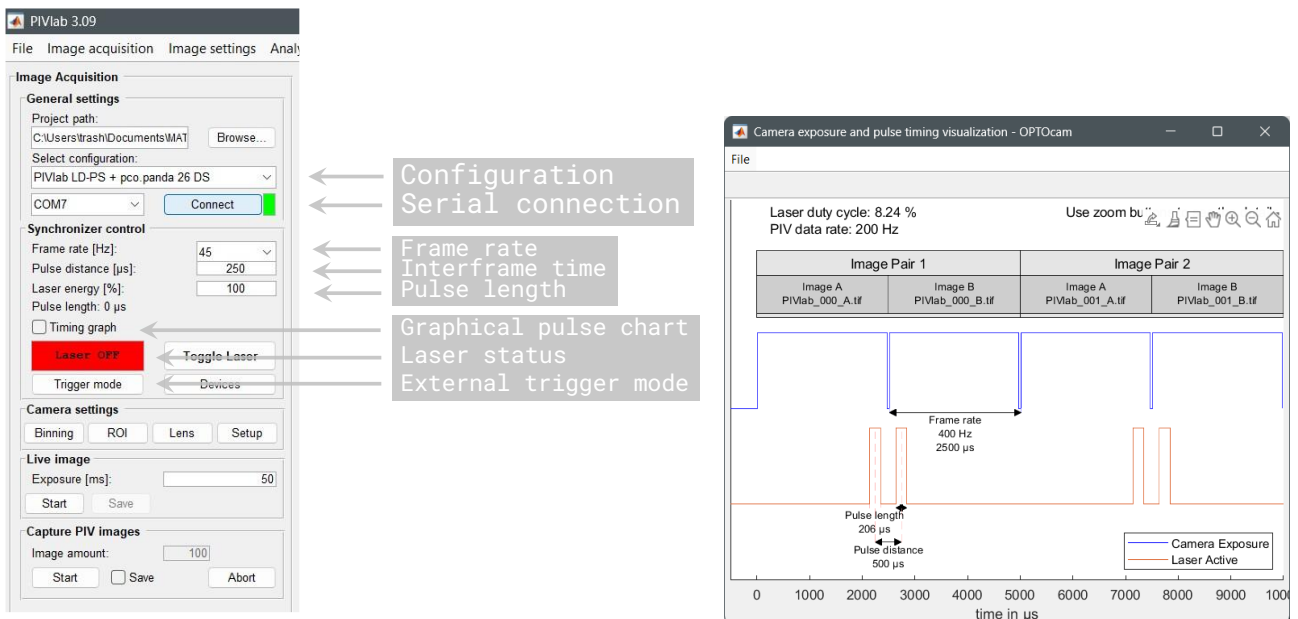 PIVlab 3.09
File Image acquisition Image settings Analy
Image Acquisition
General settings
Project path:
C:\Users\trash\Documents\MAT
Browse...
Select configuration:
PIVlab LD-PS + pco.panda 26 DS
COM7
Connect
Synchronizer control
Frame rate [Hz]:
45
Pulse distance [µs]:
250
Laser energy [%]:
100
Pulse length: 0 µs
Timing graph
Laser OFF
Toggle Laser
Trigger mode
Devices
Camera settings
Binning ROI Lens Setup
Live image
Exposure [ms]:
50
Start Save
Capture PIV images
Image amount:
100
Start Save Abort
Configuration
Serial connection
Frame rate
Interframe time
Pulse length
Graphical pulse chart
Laser status
External trigger mode
Camera exposure and pulse timing visualization - OPTOcam
File
Laser duty cycle: 8.24 %
PIV data rate: 200 Hz
Use zoom bu
Image Pair 1 Image Pair 2
Image A Image B Image A Image B
PIVlab_000_A.tif PIVlab_000_B.tif PIVlab_001_A.tif PIVlab_001_B.tif
Frame rate
400 Hz
2500 µs
Pulse length
206 µs
Pulse distance
500 µs
Camera Exposure
Laser Active
0 1000 2000 3000 4000 5000 6000 7000 8000 9000 1000
time in µs